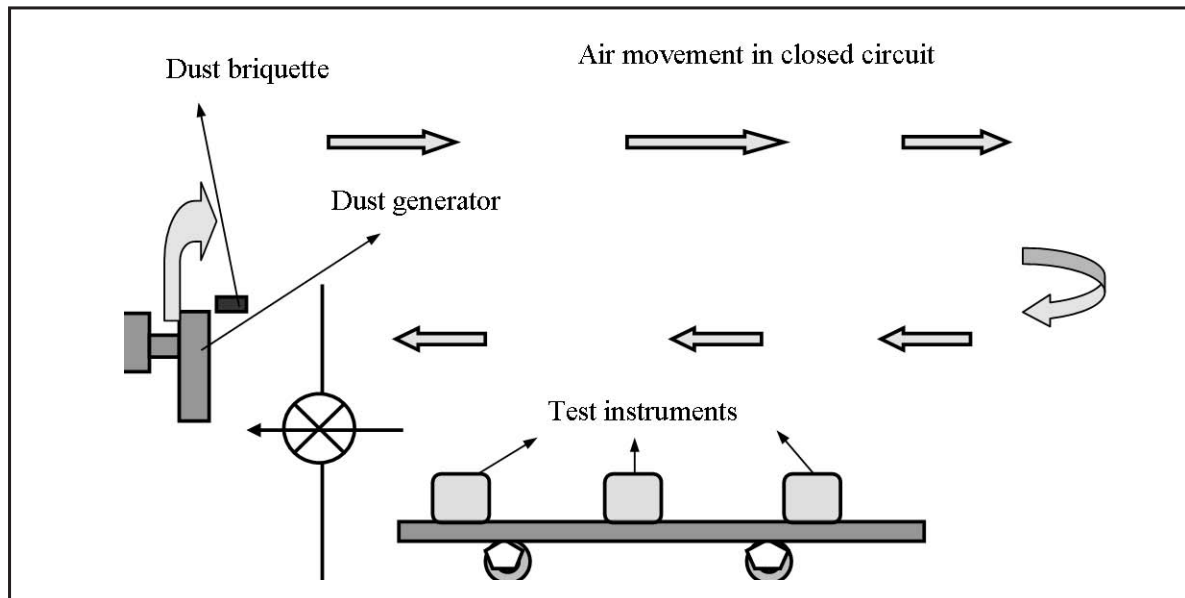 Air movement in closed circuit
Dust briquette
Dust generator
Test instruments